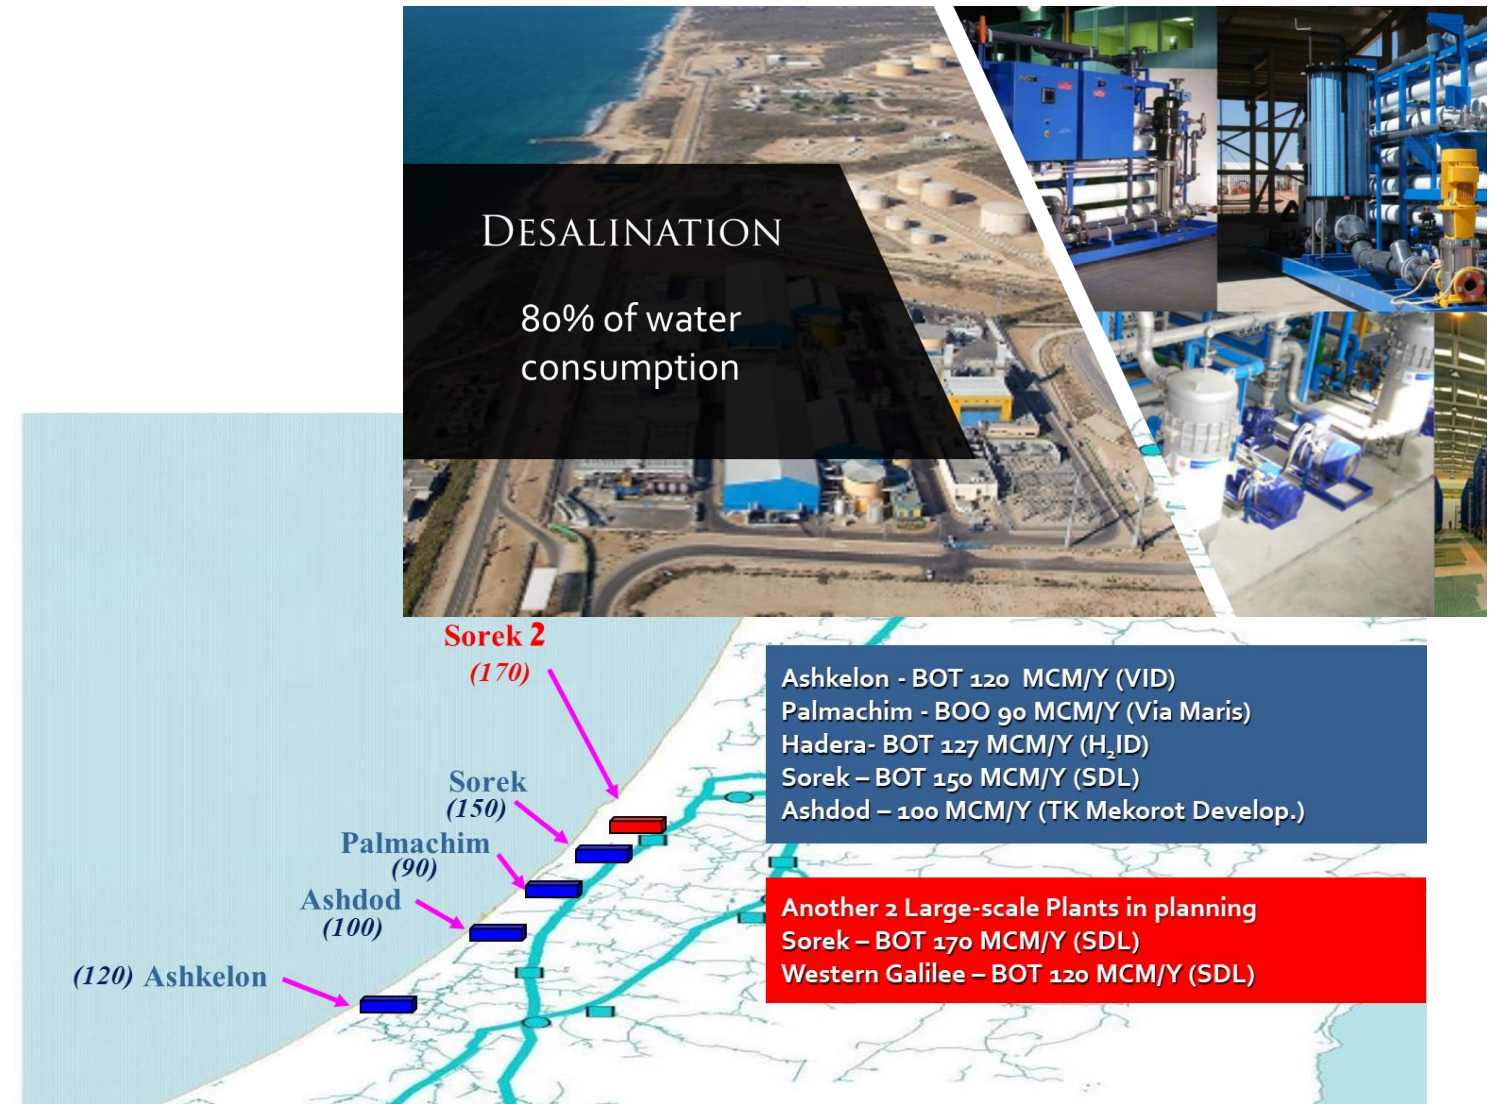 DESALINATION
80% of water
consumption
Sorek 2
(170)
Sorek
(150)
Palmachim
(90)
Ashdod
(100)
(120) Ashkelon
Ashkelon - BOT 120 MCM/Y (VID)
Palmachim - BOO 90 MCM/Y (Via Maris)
Hadera- BOT 127 MCM/Y (H₂ID)
Sorek – BOT 150 MCM/Y (SDL)
Ashdod – 100 MCM/Y (TK Mekorot Develop.)
Another 2 Large-scale Plants in planning
Sorek – BOT 170 MCM/Y (SDL)
Western Galilee – BOT 120 MCM/Y (SDL)